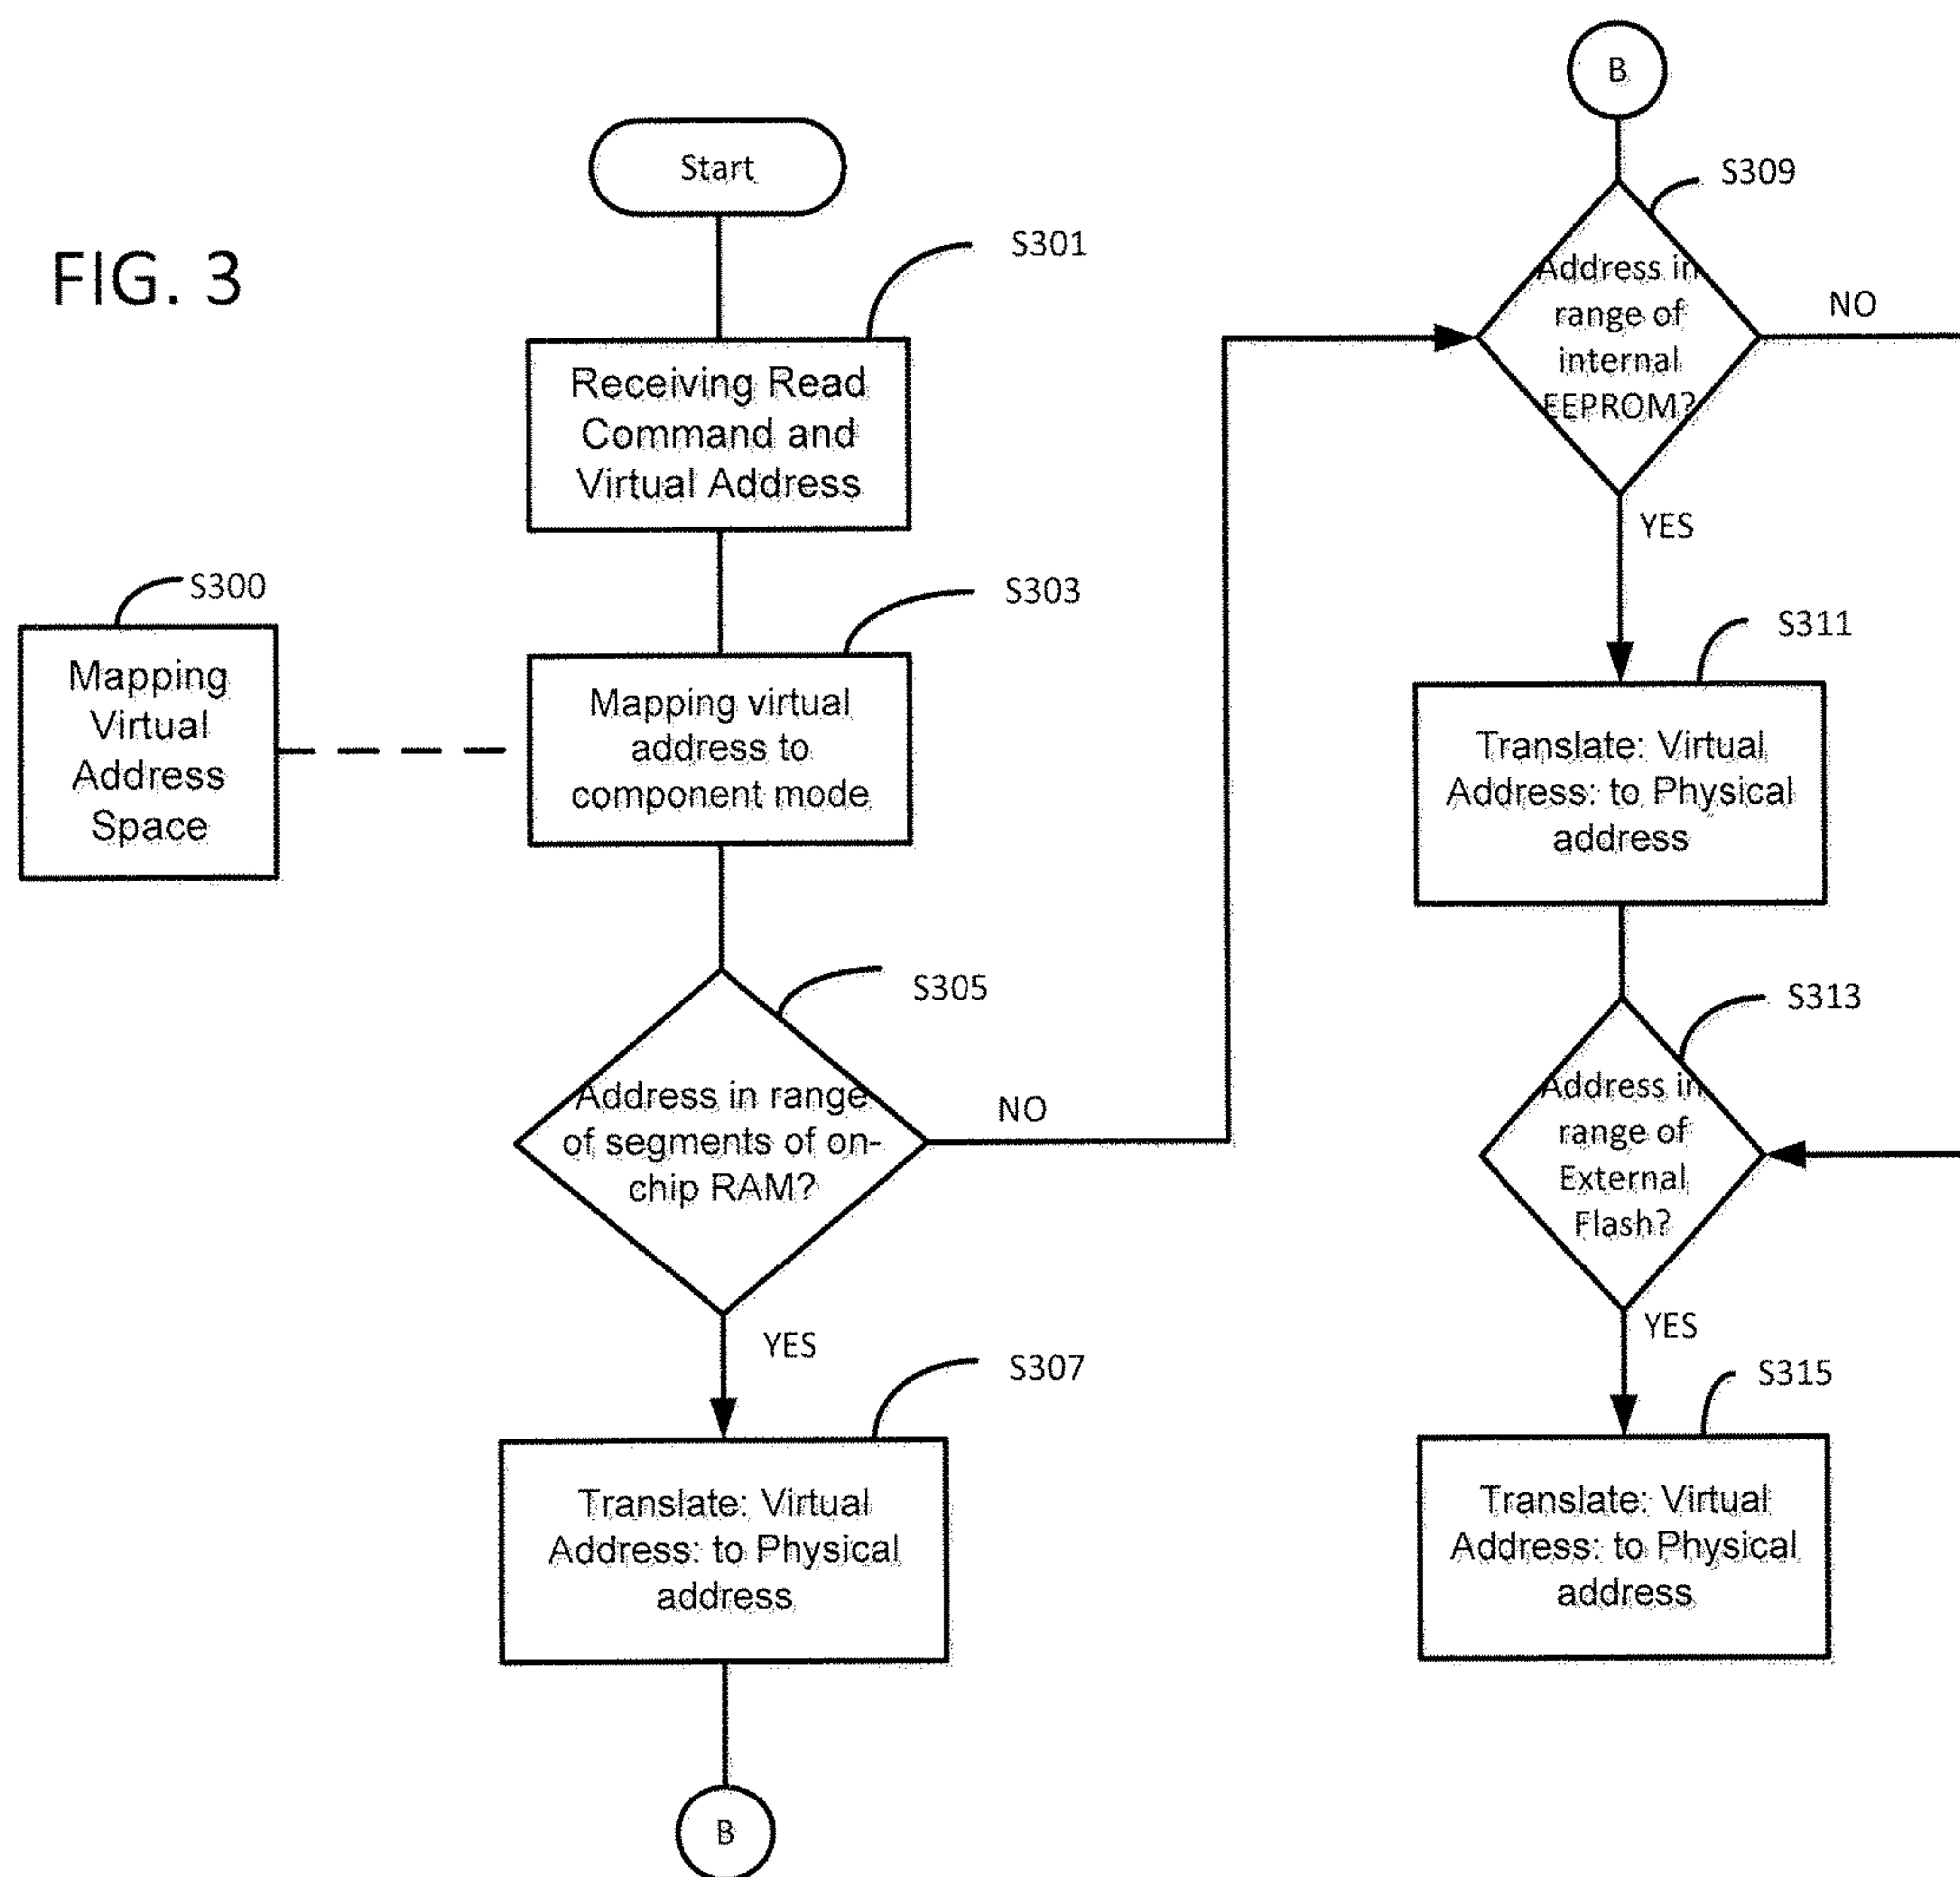 FIG. 3
Start
S301
Receiving Read
Command and
Virtual Address
S300
Mapping
Virtual
Address
Space
S303
Mapping virtual
address to
component mode
S305
Address in range
of segments of on-
chip RAM?
NO
YES
S307
Translate: Virtual
Address: to Physical
address
B
B
S309
Address in
range of
internal
EEPROM?
NO
YES
S311
Translate: Virtual
Address: to Physical
address
S313
Address in
range of
External
Flash?
YES
S315
Translate: Virtual
Address: to Physical
address